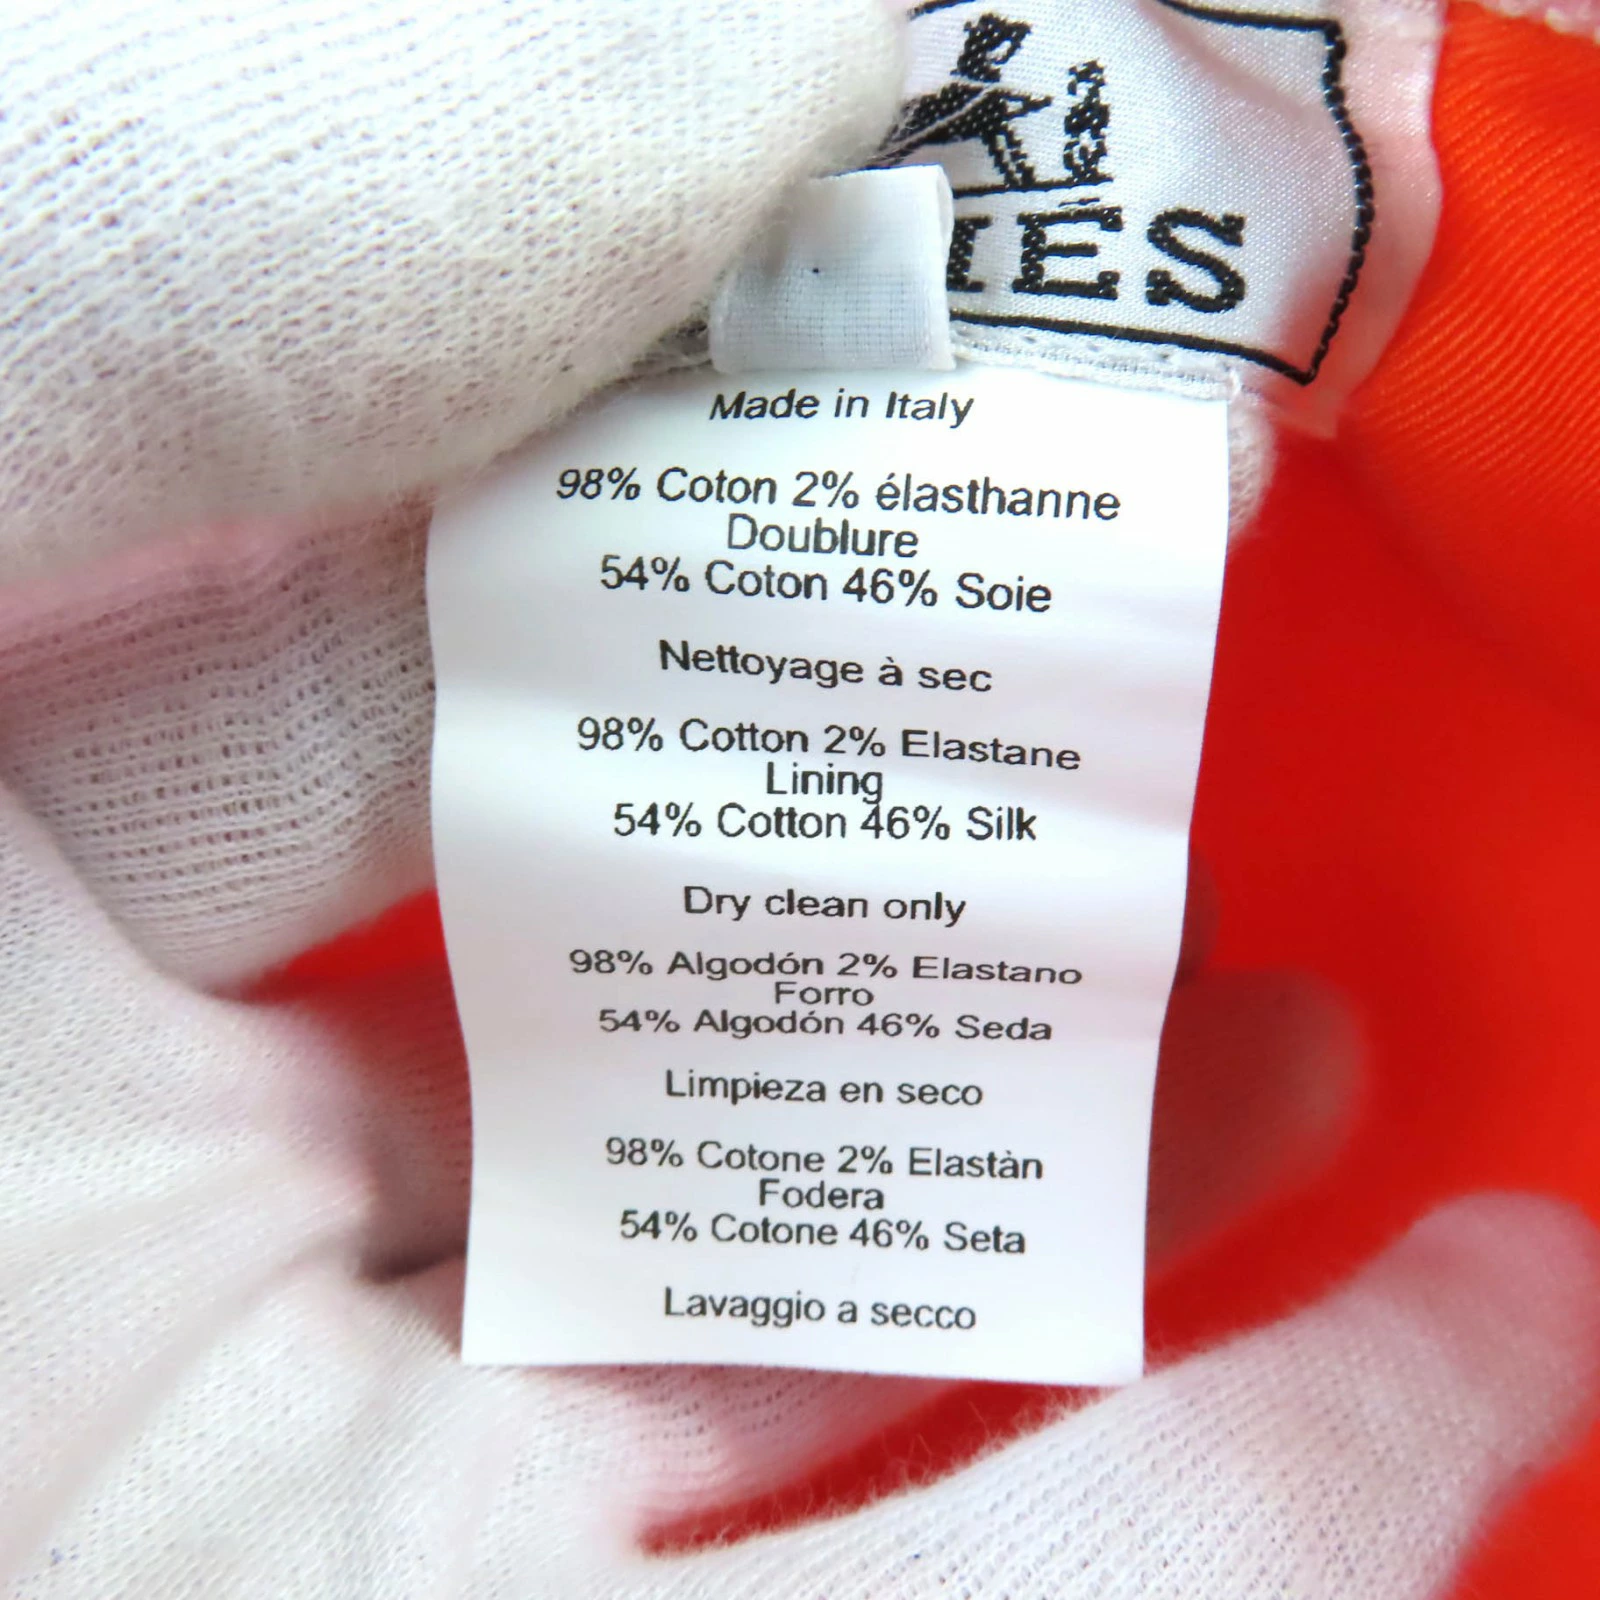 Made in Italy
98% Coton 2% élasthanne
Doublure
54% Coton 46% Soie
Nettoyage à sec
98% Cotton 2% Elastane
Lining
54% Cotton 46% Silk
Dry clean only
98% Algodón 2% Elastano
Forro
54% Algodón 46% Seda
Limpieza en seco
98% Cotone 2% Elastàn
Fodera
54% Cotone 46% Seta
Lavaggio a secco